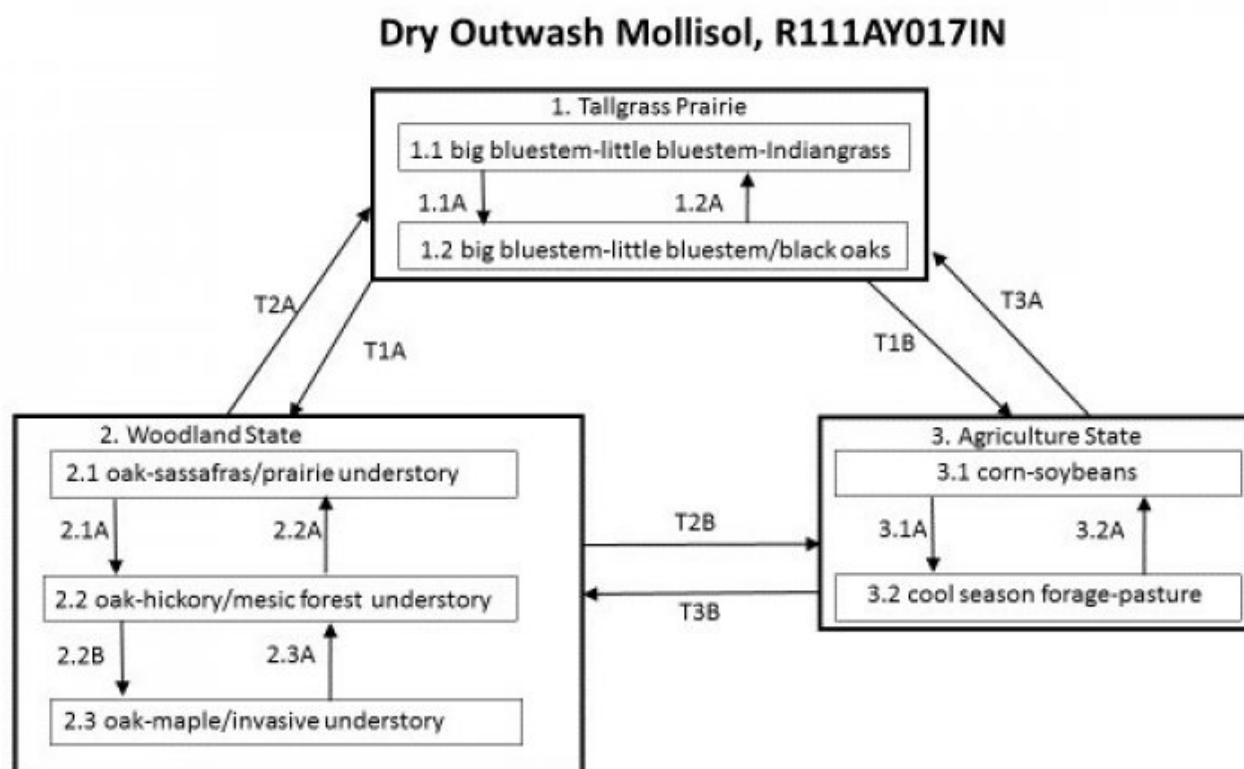 Dry Outwash Mollisol, R111AY017IN
1. Tallgrass Prairie
1.1 big bluestem-little bluestem-Indiangrass
1.1A
1.2A
1.2 big bluestem-little bluestem/black oaks
T2A
T1A
T1B
T3A
2. Woodland State
2.1 oak-sassafras/prairie understory
2.1A
2.2A
2.2 oak-hickory/mesic forest understory
2.2B
2.3A
2.3 oak-maple/invasive understory
T2B
T3B
3. Agriculture State
3.1 corn-soybeans
3.1A
3.2A
3.2 cool season forage-pasture